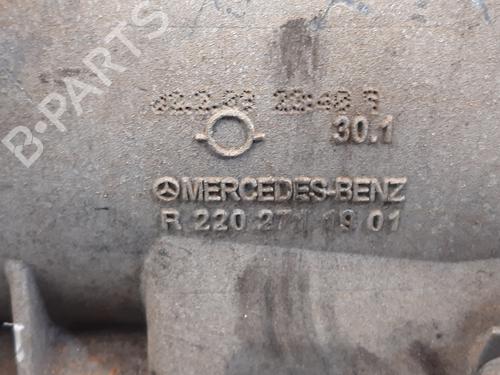 B-PARTS
30.1
MERCEDES-BENZ
R 220 271 19 01